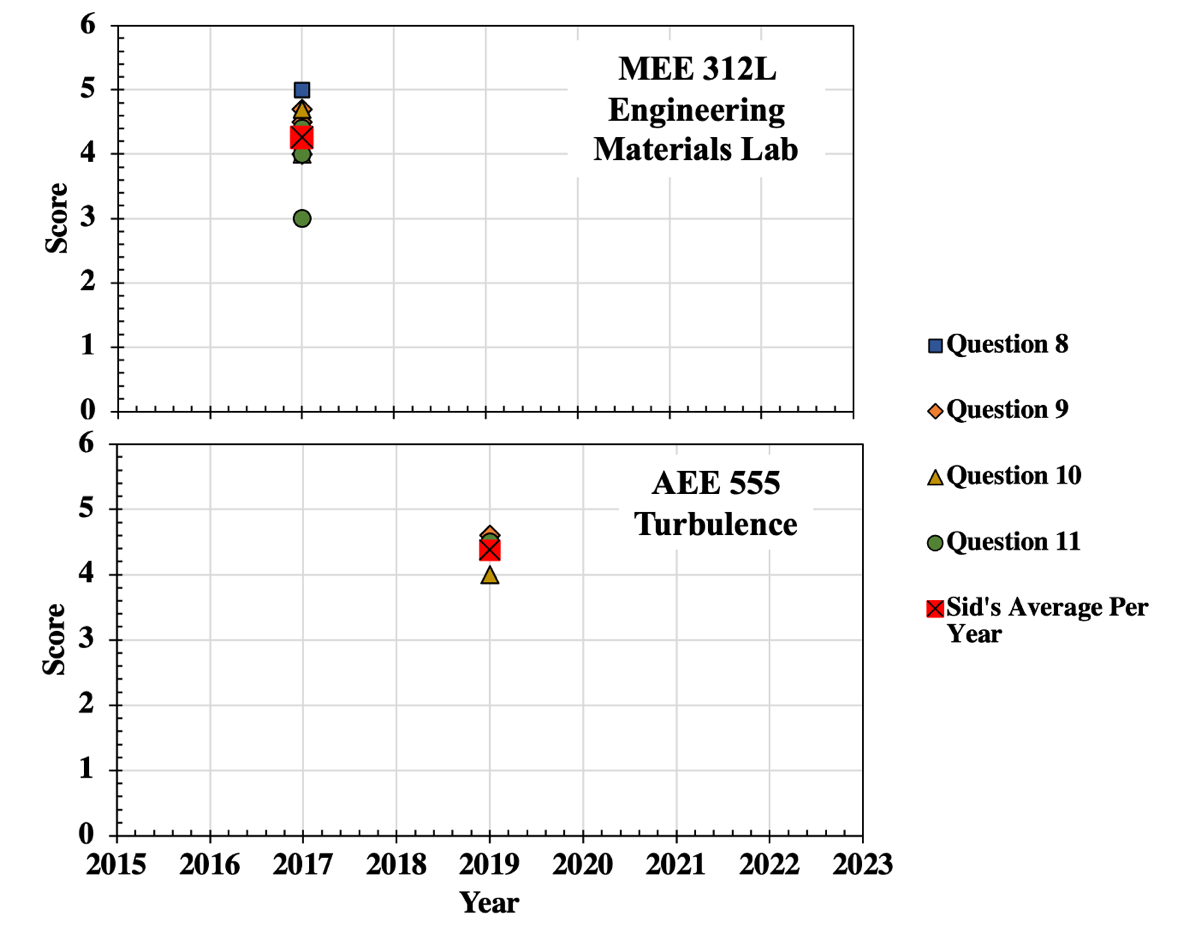 6
5
4
3
2
1
0
Score
MEE 312L
Engineering
Materials Lab
6
5
4
3
2
1
0
Score
AEE 555
Turbulence
2015 2016 2017 2018 2019 2020 2021 2022 2023
Year
Question 8
Question 9
Question 10
Question 11
Sid's Average Per
Year